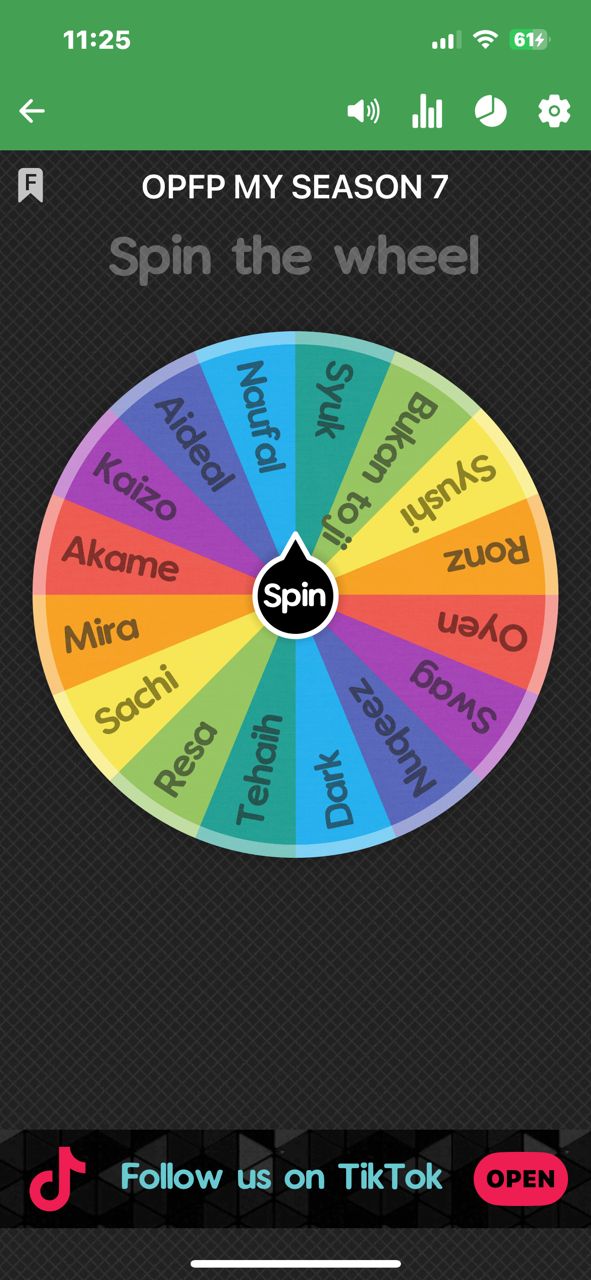 11:25
61
F
OPFP MY SEASON 7
Spin the wheel
Syuk
Bukan toji
Syushi
Ronz
Oyen
Swag
Nuqeez
Dark
Tehaih
Resa
Sachi
Mira
Akame
Kaizo
Aideal
Naufal
Spin
Follow us on TikTok
OPEN